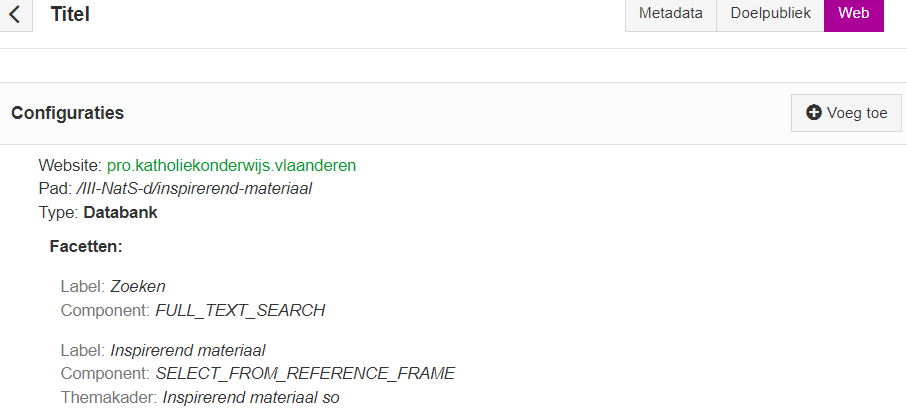 Titel
Metadata Doelpubliek Web
Configuraties
Voeg toe
Website: pro.katholiekonderwijs.vlaanderen
Pad: /III-NatS-d/inspirerend-materiaal
Type: Databank
Facetten:
Label: Zoeken
Component: FULL_TEXT_SEARCH
Label: Inspirerend materiaal
Component: SELECT_FROM_REFERENCE_FRAME
Themakader: Inspirerend materiaal so